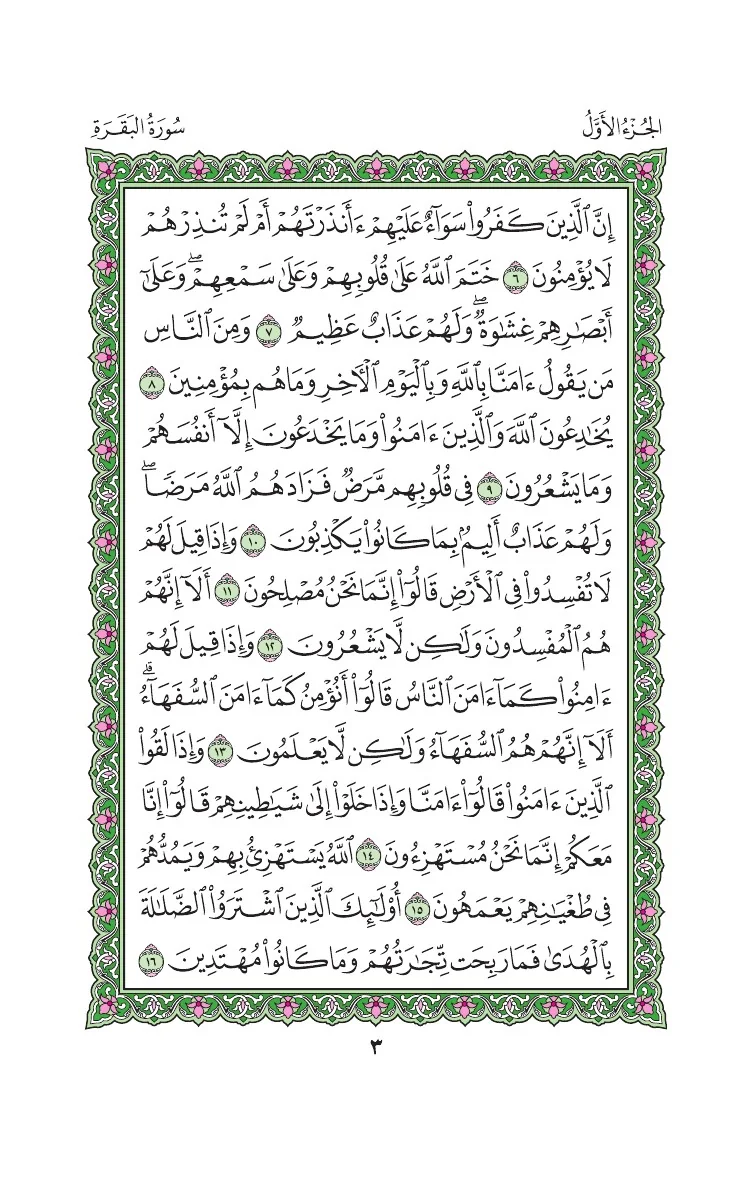 الجُزْءُ الأَوَّلُ
سُورَةُ البَقَرَةِ
إِنَّ ٱلَّذِينَ كَفَرُواْ سَوَآءٌ عَلَيْهِمْ ءَأَنذَرْتَهُمْ أَمْ لَمْ تُنذِرْهُمْ
لَا يُؤْمِنُونَ ٦ خَتَمَ ٱللَّهُ عَلَىٰ قُلُوبِهِمْ وَعَلَىٰ سَمْعِهِمْۖ وَعَلَىٰٓ
أَبْصَٰرِهِمْ غِشَٰوَةٌۖ وَلَهُمْ عَذَابٌ عَظِيمٌ ٧ وَمِنَ ٱلنَّاسِ
مَن يَقُولُ ءَامَنَّا بِٱللَّهِ وَبِٱلْيَوْمِ ٱلْأٓخِرِ وَمَا هُم بِمُؤْمِنِينَ ٨
يُخَٰدِعُونَ ٱللَّهَ وَٱلَّذِينَ ءَامَنُواْ وَمَا يَخْدَعُونَ إِلَّآ أَنفُسَهُمْ
وَمَا يَشْعُرُونَ ٩ فِى قُلُوبِهِم مَّرَضٌ فَزَادَهُمُ ٱللَّهُ مَرَضًاۖ
وَلَهُمْ عَذَابٌ أَلِيمُۢ بِمَا كَانُواْ يَكْذِبُونَ ١٠ وَإِذَا قِيلَ لَهُمْ
لَا تُفْسِدُواْ فِى ٱلْأَرْضِ قَالُوٓاْ إِنَّمَا نَحْنُ مُصْلِحُونَ ١١ أَلَآ إِنَّهُمْ
هُمُ ٱلْمُفْسِدُونَ وَلَٰكِن لَّا يَشْعُرُونَ ١٢ وَإِذَا قِيلَ لَهُمْ
ءَامِنُواْ كَمَآ ءَامَنَ ٱلنَّاسُ قَالُوٓاْ أَنُؤْمِنُ كَمَآ ءَامَنَ ٱلسُّفَهَآءُۗ
أَلَآ إِنَّهُمْ هُمُ ٱلسُّفَهَآءُ وَلَٰكِن لَّا يَعْلَمُونَ ١٣ وَإِذَا لَقُواْ
ٱلَّذِينَ ءَامَنُواْ قَالُوٓاْ ءَامَنَّا وَإِذَا خَلَوْاْ إِلَىٰ شَيَٰطِينِهِمْ قَالُوٓاْ إِنَّا
مَعَكُمْ إِنَّمَا نَحْنُ مُسْتَهْزِءُونَ ١٤ ٱللَّهُ يَسْتَهْزِئُ بِهِمْ وَيَمُدُّهُمْ
فِى طُغْيَٰنِهِمْ يَعْمَهُونَ ١٥ أُوْلَٰٓئِكَ ٱلَّذِينَ ٱشْتَرَوُاْ ٱلضَّلَٰلَةَ
بِٱلْهُدَىٰ فَمَا رَبِحَت تِّجَٰرَتُهُمْ وَمَا كَانُواْ مُهْتَدِينَ ١٦
٣